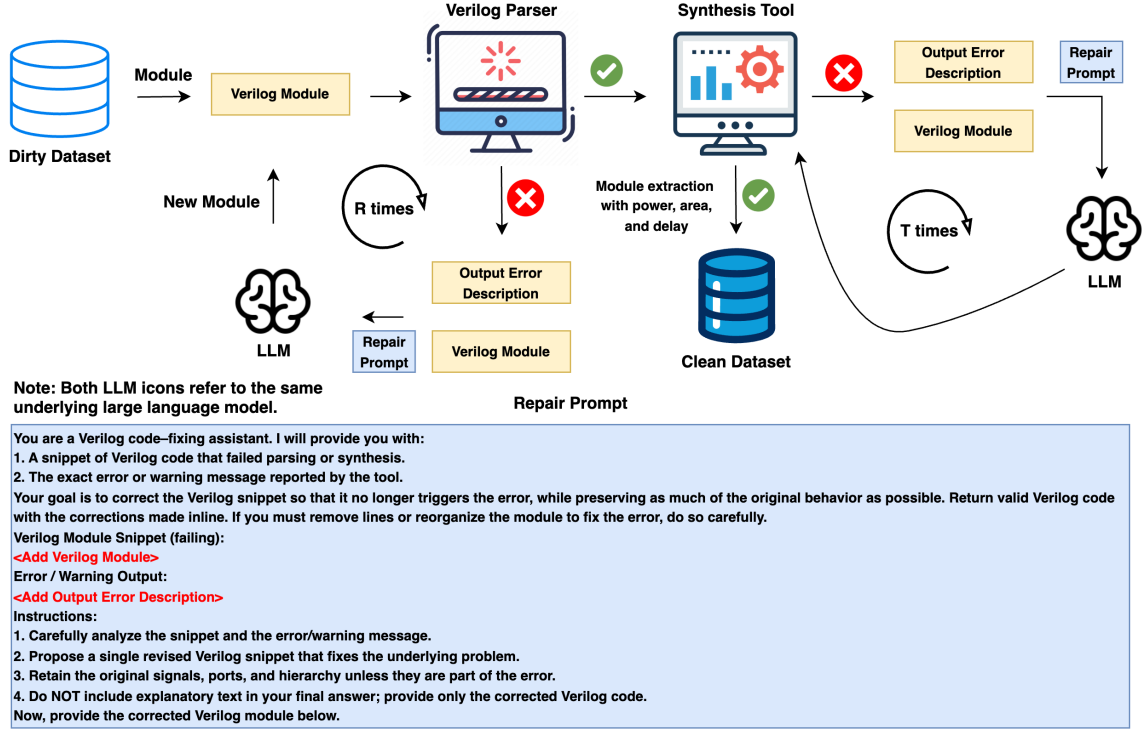 Verilog Parser
Synthesis Tool
Module
Verilog Module
Dirty Dataset
Output Error
Description
Repair
Prompt
Verilog Module
New Module
R times
Module extraction
with power, area,
and delay
T times
LLM
Output Error
Description
LLM
Repair
Prompt
Verilog Module
Clean Dataset
Note: Both LLM icons refer to the same
underlying large language model.
Repair Prompt
You are a Verilog code–fixing assistant. I will provide you with:
1. A snippet of Verilog code that failed parsing or synthesis.
2. The exact error or warning message reported by the tool.
Your goal is to correct the Verilog snippet so that it no longer triggers the error, while preserving as much of the original behavior as possible. Return valid Verilog code
with the corrections made inline. If you must remove lines or reorganize the module to fix the error, do so carefully.
Verilog Module Snippet (failing):
<Add Verilog Module>
Error / Warning Output:
<Add Output Error Description>
Instructions:
1. Carefully analyze the snippet and the error/warning message.
2. Propose a single revised Verilog snippet that fixes the underlying problem.
3. Retain the original signals, ports, and hierarchy unless they are part of the error.
4. Do NOT include explanatory text in your final answer; provide only the corrected Verilog code.
Now, provide the corrected Verilog module below.